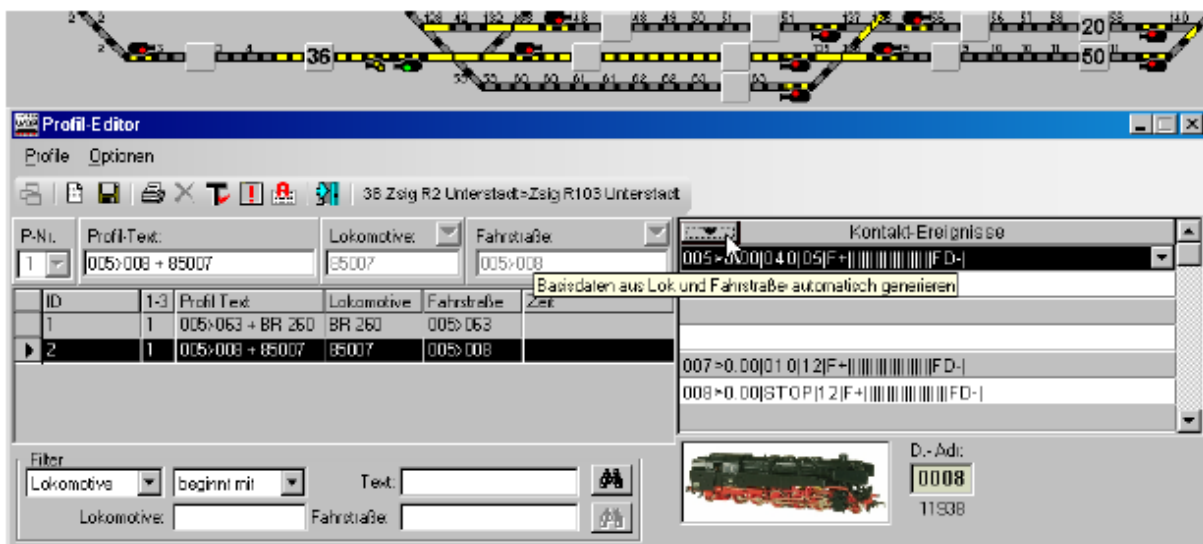 36
20
50
Profil-Editor
Profile Optionen
36 Zsig R2 Unterstadt>Zsig R103 Unterstadt
P-Nr. Profil-Text: Lokomotive: Fahrstraße:
1 005>008 + 85007 85007 005>008
Kontakt-Ereignisse
005>0.00|040|05|F+||||||||||||||||FD-|
Basisdaten aus Lok und Fahrstraße automatisch generieren
ID 1-3 Profil Text Lokomotive Fahrstraße Zeit
1 1 005>063 + BR 260 BR 260 005>063
2 1 005>008 + 85007 85007 005>008
007>0.00|010|12|F+||||||||||||||||FD-|
008>0.00|STOP|12|F+||||||||||||||||FD-|
Filter
Lokomotive beginnt mit Text:
Lokomotive: Fahrstraße:
D.-Adr.:
0008
11938